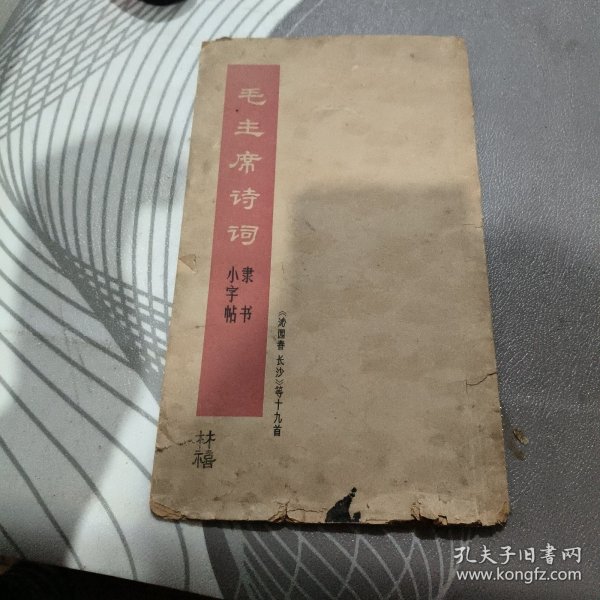 毛主席诗词
隶书
小字帖
《沁园春 长沙》等十九首
林禧
孔夫子旧书网
www.kongfz.com